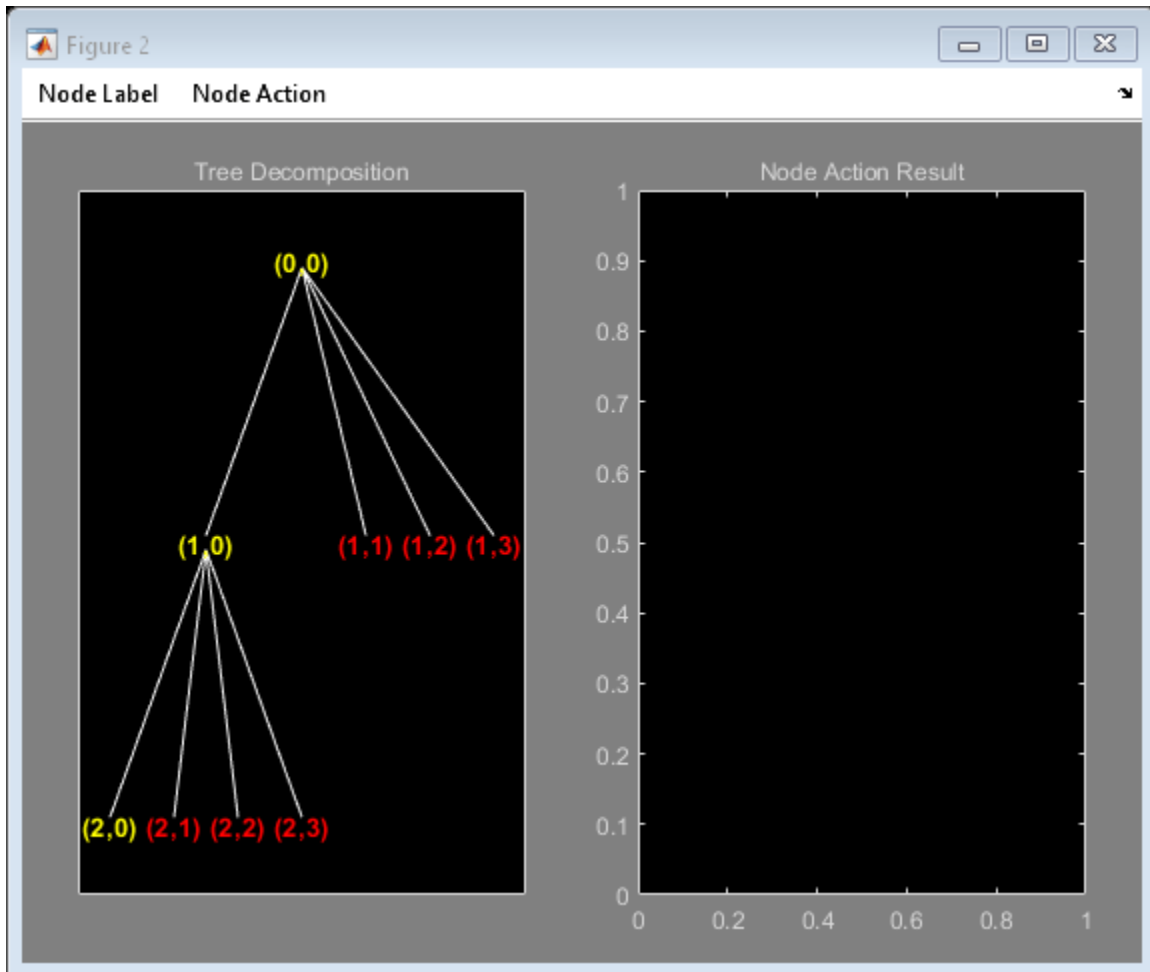 Figure 2
Node Label Node Action
Tree Decomposition
(0,0)
(1,0) (1,1) (1,2) (1,3)
(2,0) (2,1) (2,2) (2,3)
Node Action Result
1
0.9
0.8
0.7
0.6
0.5
0.4
0.3
0.2
0.1
0
0 0.2 0.4 0.6 0.8 1